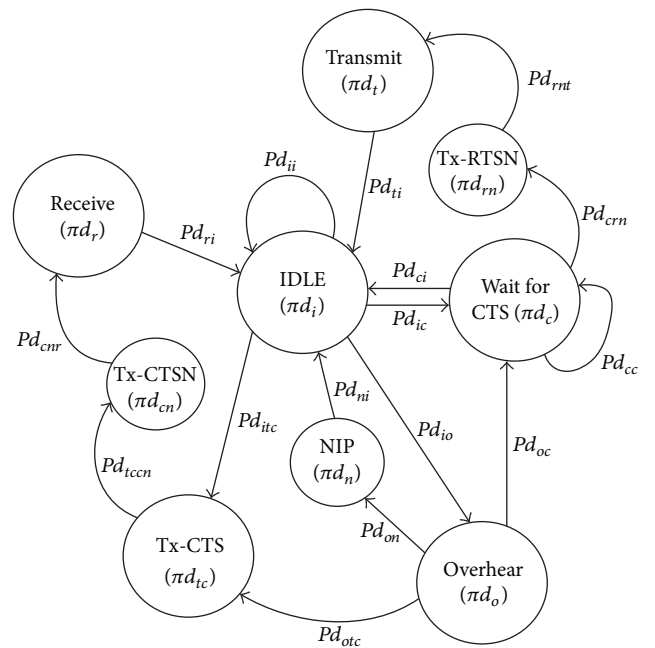 Transmit
(πd_t)
Pd_rnt
Tx-RTSN
(πd_rn)
Pd_ii
Pd_ti
Receive
(πd_r)
Pd_ri
Pd_crn
IDLE
(πd_i)
Pd_ci
Pd_ic
Wait for
CTS (πd_c)
Pd_cc
Pd_cnr
Tx-CTSN
(πd_cn)
Pd_ni
Pd_itc
Pd_io
Pd_oc
NIP
(πd_n)
Pd_tccn
Pd_on
Tx-CTS
(πd_tc)
Overhear
(πd_o)
Pd_otc